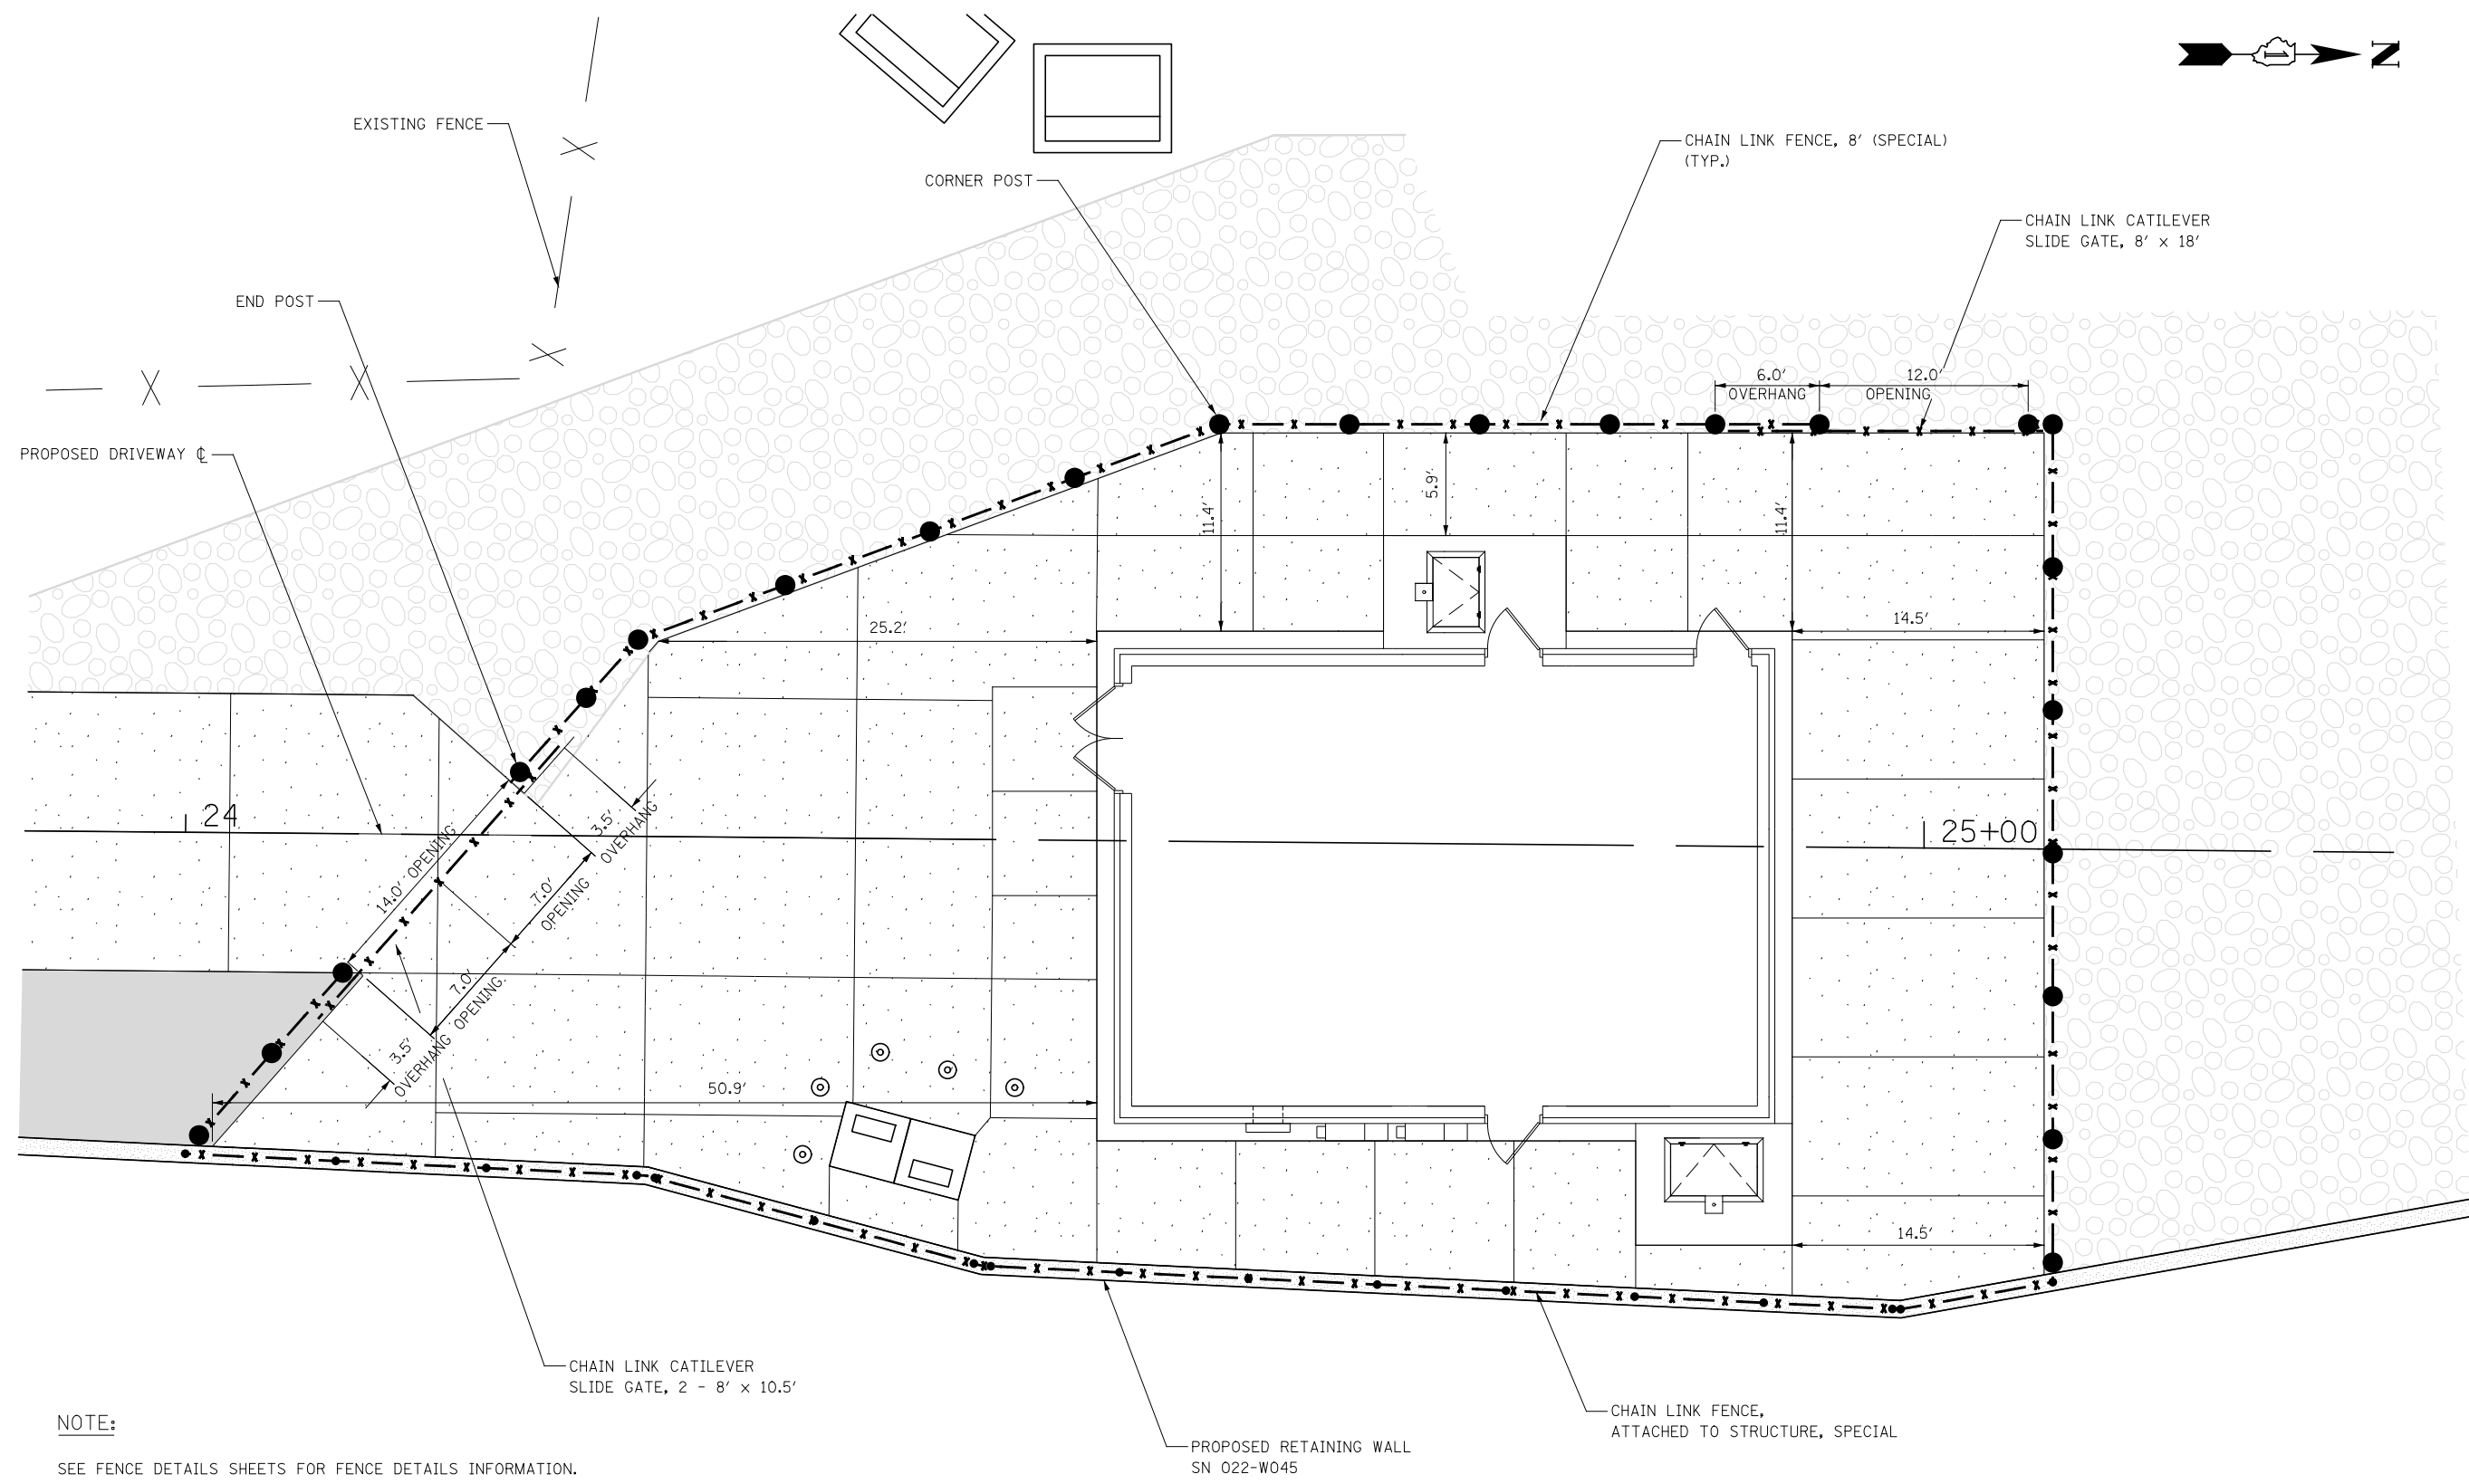 N
EXISTING FENCE
CHAIN LINK FENCE, 8' (SPECIAL)
(TYP.)
CORNER POST
CHAIN LINK CATILEVER
SLIDE GATE, 8' x 18'
END POST
6.0'
OVERHANG
12.0'
OPENING
PROPOSED DRIVEWAY ℄
11.4'
5.9'
11.4'
25.2'
14.5'
24
25+00
3.5'
OVERHANG
14.0' OPENING
7.0'
OPENING
7.0'
OPENING
3.5'
OVERHANG
50.9'
14.5'
CHAIN LINK CATILEVER
SLIDE GATE, 2 - 8' x 10.5'
CHAIN LINK FENCE,
ATTACHED TO STRUCTURE, SPECIAL
PROPOSED RETAINING WALL
SN 022-W045
NOTE:
SEE FENCE DETAILS SHEETS FOR FENCE DETAILS INFORMATION.